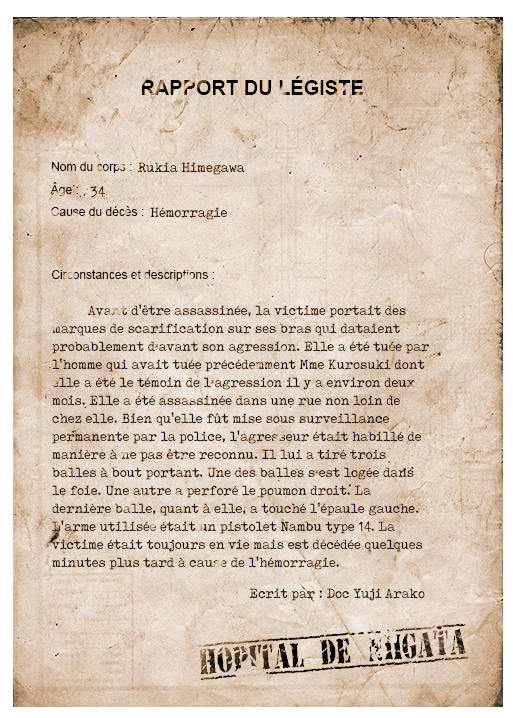 RAPPORT DU LÉGISTE
Nom du corps : Rukia Himegawa
Âge : 34
Cause du décès : Hémorragie
Circonstances et descriptions :
Avant d'être assassinée, la victime portait des
marques de scarification sur ses bras qui dataient
probablement d'avant son agression. Elle a été tuée par
l'homme qui avait tuée précédemment Mme Kurosuki dont
elle a été le témoin de l'agression il y a environ deux
mois. Elle a été assassinée dans une rue non loin de
chez elle. Bien qu'elle fût mise sous surveillance
permanente par la police, l'agresseur était habillé de
manière à ne pas être reconnu. Il lui a tiré trois
balles à bout portant. Une des balles s'est logée dans
le foie. Une autre a perforé le poumon droit. La
dernière balle, quant à elle, a touché l'épaule gauche.
L'arme utilisée était un pistolet Nambu type 14. La
victime était toujours en vie mais est décédée quelques
minutes plus tard à cause de l'hémorragie.
Ecrit par : Doc Yuji Arako
HOPITAL DE NIIGATA